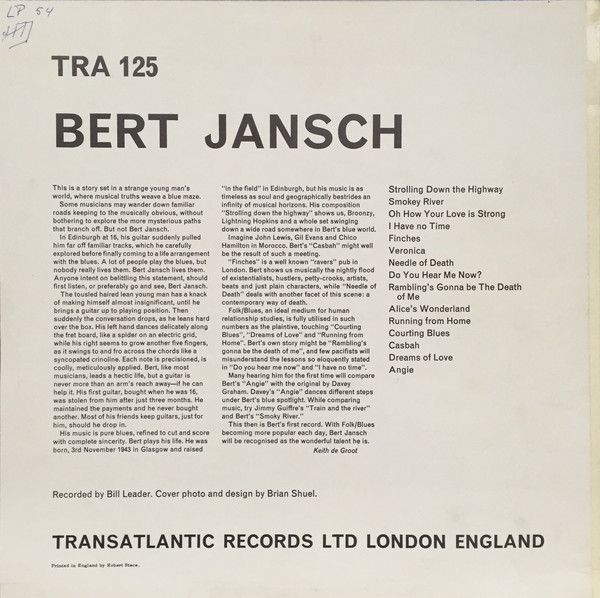 LP 54
TRA 125
BERT JANSCH
This is a story set in a strange young man's
world, where musical truths weave a blue maze.
Some musicians may wander down familiar
roads keeping to the musically obvious, without
bothering to explore the more mysterious paths
that branch off. But not Bert Jansch.
In Edinburgh at 16, his guitar suddenly pulled
him far off familiar tracks, which he carefully
explored before finally coming to a life arrangement
with the blues. A lot of people play the blues, but
nobody really lives them. Bert Jansch lives them.
Anyone intent on belittling this statement, should
first listen, or preferably go and see, Bert Jansch.
The tousled haired lean young man has a knack
of making himself almost insignificant, until he
brings a guitar up to playing position. Then
suddenly the conversation drops, as he leans hard
over the box. His left hand dances delicately along
the fret board, like a spider on an electric grid,
while his right seems to grow another five fingers,
as it swings to and fro across the chords like a
syncopated crinoline. Each note is precisioned, is
coolly, meticulously applied. Bert, like most
musicians, leads a hectic life, but a guitar is
never more than an arm's reach away—if he can
help it. His first guitar, bought when he was 16,
was stolen from him just after three months. He
maintained the payments and he never bought
another. Most of his friends keep guitars, just for
him, should he drop in.
His music is pure blues, refined to cut and score
with complete sincerity. Bert plays his life. He was
born, 3rd November 1943 in Glasgow and raised
"in the field" in Edinburgh, but his music is as
timeless as soul and geographically bestrides an
infinity of musical horizons. His composition
"Strolling down the highway" shows us, Broonzy,
Lightning Hopkins and a whole set swinging
down a wide road somewhere in Bert's blue world.
Imagine John Lewis, Gil Evans and Chico
Hamilton in Morocco. Bert's "Casbah" might well
be the result of such a meeting.
"Finches" is a well known "ravers" pub in
London. Bert shows us musically the nightly flood
of existentialists, hustlers, petty-crooks, artists,
beats and just plain characters, while "Needle of
Death" deals with another facet of this scene: a
contemporary way of death.
Folk/Blues, an ideal medium for human
relationship studies, is fully utilised in such
numbers as the plaintive, touching "Courting
Blues", "Dreams of Love" and "Running from
Home". Bert's own story might be "Rambling's
gonna be the death of me", and few pacifists will
misunderstand the lessons so eloquently stated
in "Do you hear me now" and "I have no time".
Many hearing him for the first time will compare
Bert's "Angie" with the original by Davey
Graham. Davey's "Angie" dances different steps
under Bert's blue spotlight. While comparing
music, try Jimmy Guiffre's "Train and the river"
and Bert's "Smoky River."
This then is Bert's first record. With Folk/Blues
becoming more popular each day, Bert Jansch
will be recognised as the wonderful talent he is.
Keith de Groot
Strolling Down the Highway
Smokey River
Oh How Your Love is Strong
I have no Time
Finches
Veronica
Needle of Death
Do You Hear Me Now?
Rambling's Gonna be The Death
of Me
Alice's Wonderland
Running from Home
Courting Blues
Casbah
Dreams of Love
Angie
Recorded by Bill Leader. Cover photo and design by Brian Shuel.
TRANSATLANTIC RECORDS LTD LONDON ENGLAND
Printed in England by Robert Stace.